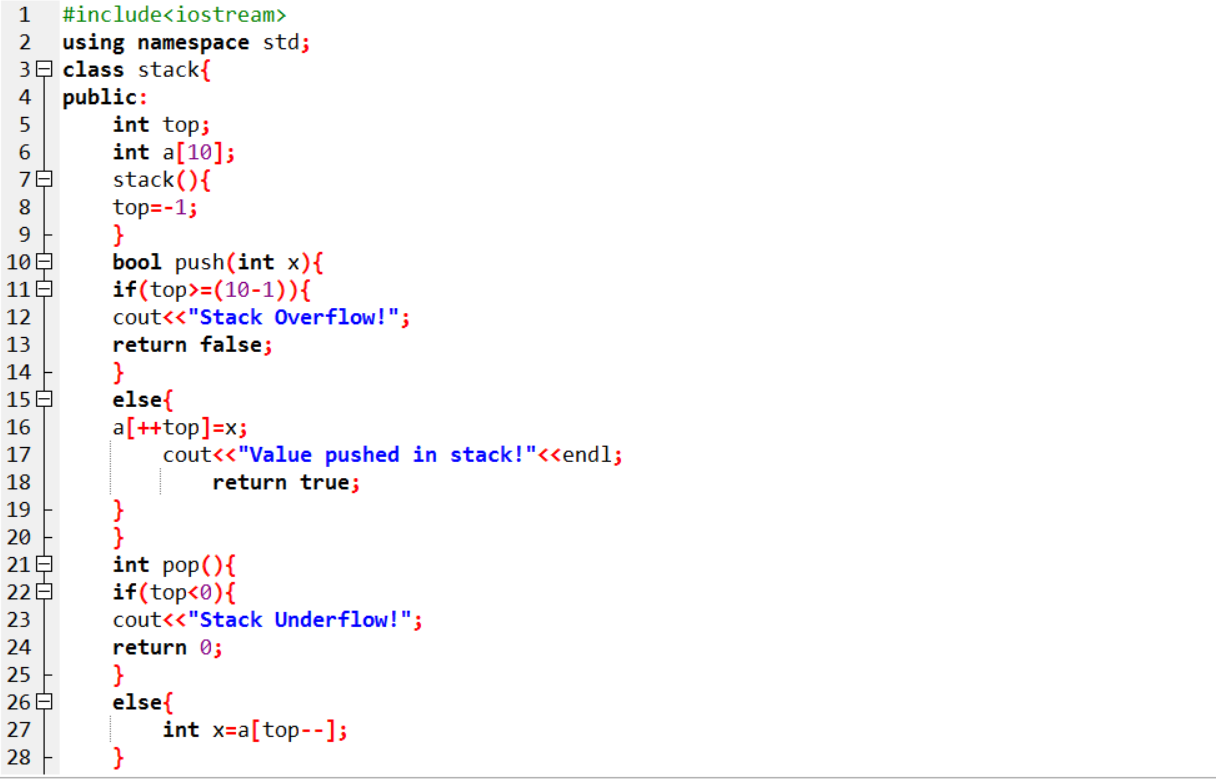 1 #include<iostream>
2 using namespace std;
3 class stack{
4 public:
5     int top;
6     int a[10];
7     stack(){
8     top=-1;
9     }
10     bool push(int x){
11     if(top>=(10-1)){
12     cout<<"Stack Overflow!";
13     return false;
14     }
15     else{
16     a[++top]=x;
17         cout<<"Value pushed in stack!"<<endl;
18             return true;
19     }
20     }
21     int pop(){
22     if(top<0){
23     cout<<"Stack Underflow!";
24     return 0;
25     }
26     else{
27         int x=a[top--];
28     }